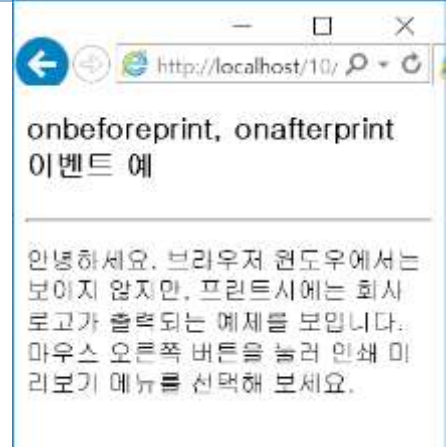 http://localhost/10/
onbeforeprint, onafterprint
이벤트 예
안녕하세요. 브라우저 윈도우에서는
보이지 않지만, 프린트시에는 회사
로고가 출력되는 예제를 보입니다.
마우스 오른쪽 버튼을 눌러 인쇄 미
리보기 메뉴를 선택해 보세요.